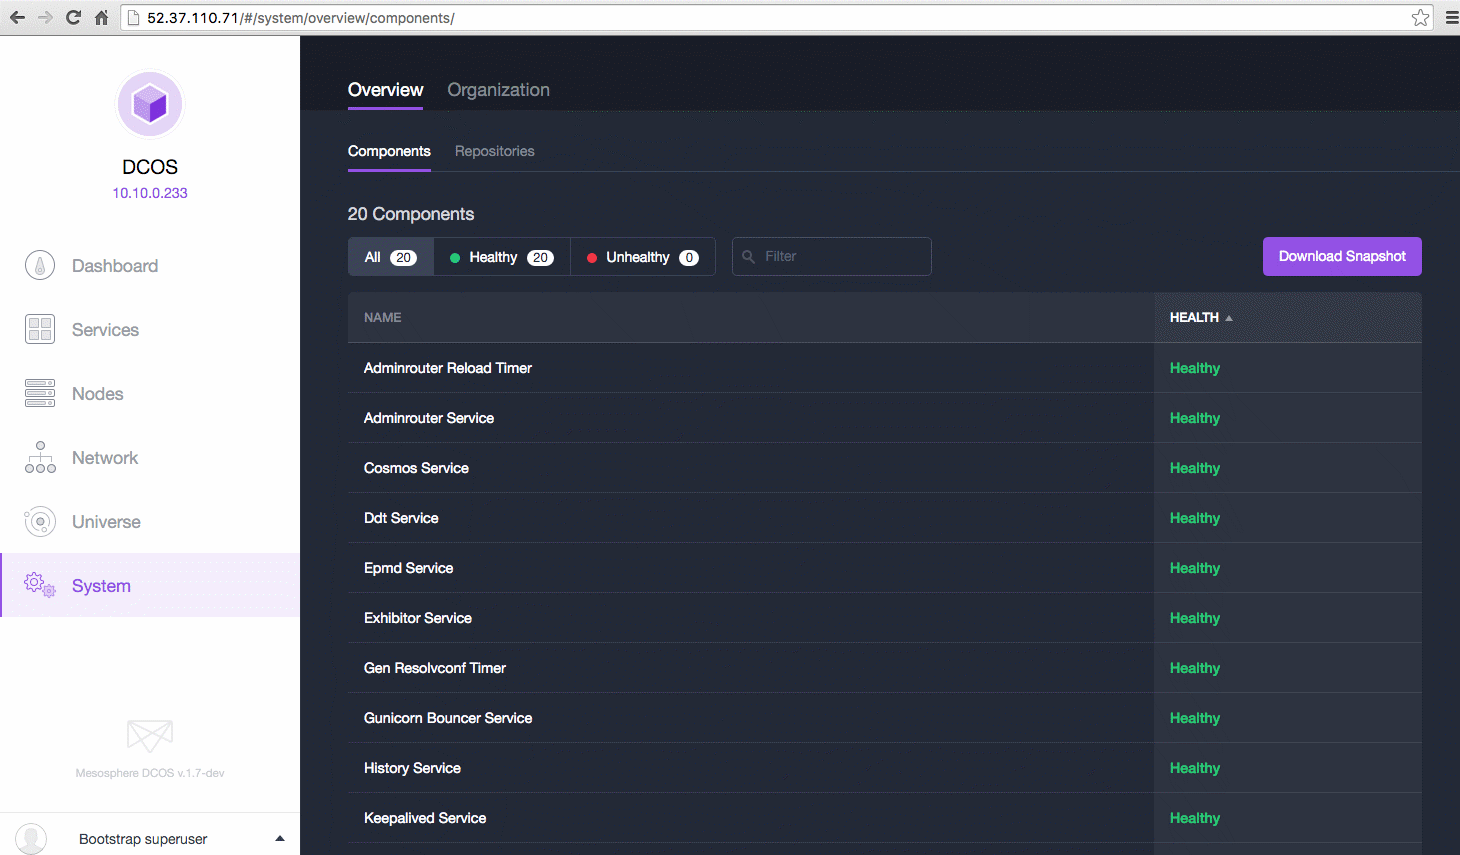 52.37.110.71/#/system/overview/components/
DCOS
10.10.0.233
Dashboard
Services
Nodes
Network
Universe
System
Mesosphere DCOS v.1.7-dev
Bootstrap superuser
Overview Organization
Components Repositories
20 Components
All 20 Healthy 20 Unhealthy 0 Filter Download Snapshot
NAME HEALTH
Adminrouter Reload Timer Healthy
Adminrouter Service Healthy
Cosmos Service Healthy
Ddt Service Healthy
Epmd Service Healthy
Exhibitor Service Healthy
Gen Resolvconf Timer Healthy
Gunicorn Bouncer Service Healthy
History Service Healthy
Keepalived Service Healthy